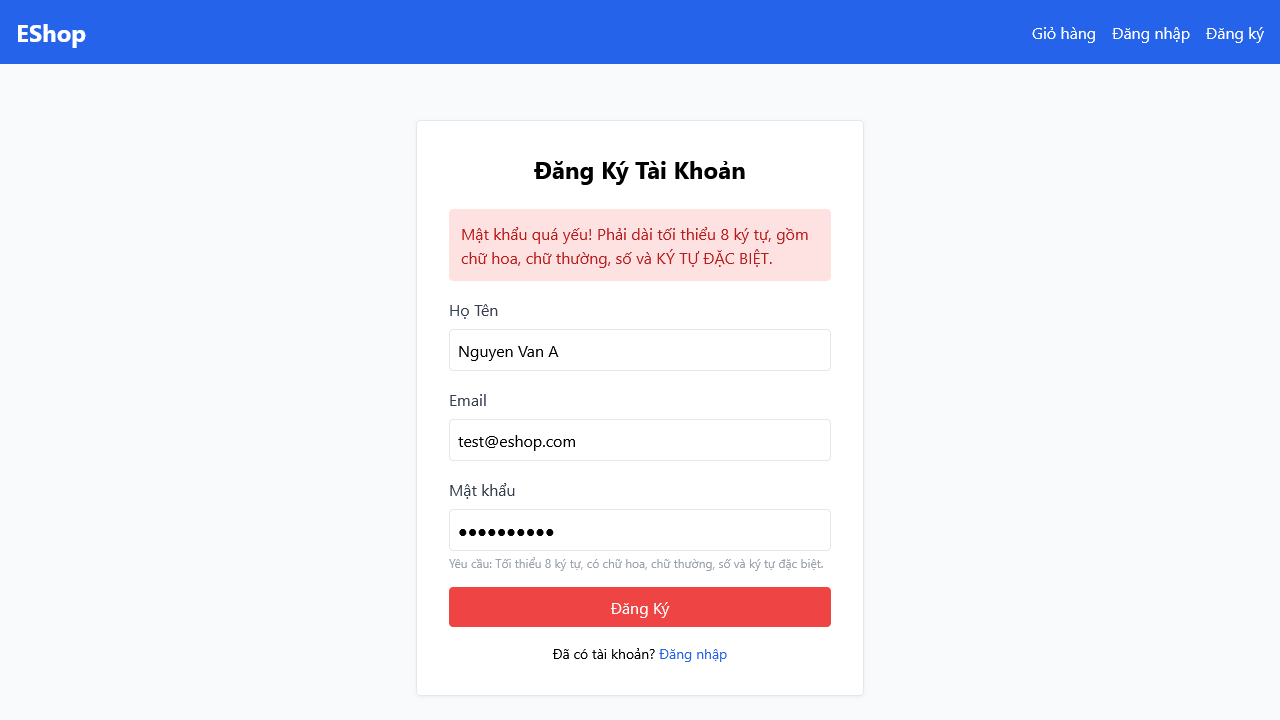 EShop
Giỏ hàng
Đăng nhập
Đăng ký
Đăng Ký Tài Khoản
Mật khẩu quá yếu! Phải dài tối thiểu 8 ký tự, gồm
chữ hoa, chữ thường, số và KÝ TỰ ĐẶC BIỆT.
Họ Tên
Nguyen Van A
Email
test@eshop.com
Mật khẩu
●●●●●●●●●●
Yêu cầu: Tối thiểu 8 ký tự, có chữ hoa, chữ thường, số và ký tự đặc biệt.
Đăng Ký
Đã có tài khoản? Đăng nhập